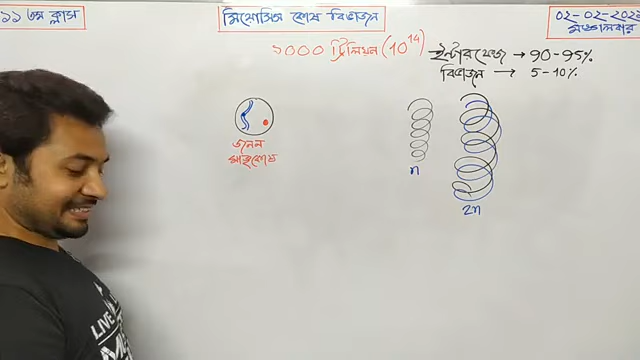 ১১ তম ক্লাস
মিয়োসিস কোষ বিভাজন
০২-০২-২০২
মঙ্গলবার
১০০০ ট্রিলিয়ন (10¹⁴)
ইন্টারফেজ → 90-95%
বিভাজন → 5-10%
জনন
মাতৃকোষ
n
2n
LIVE